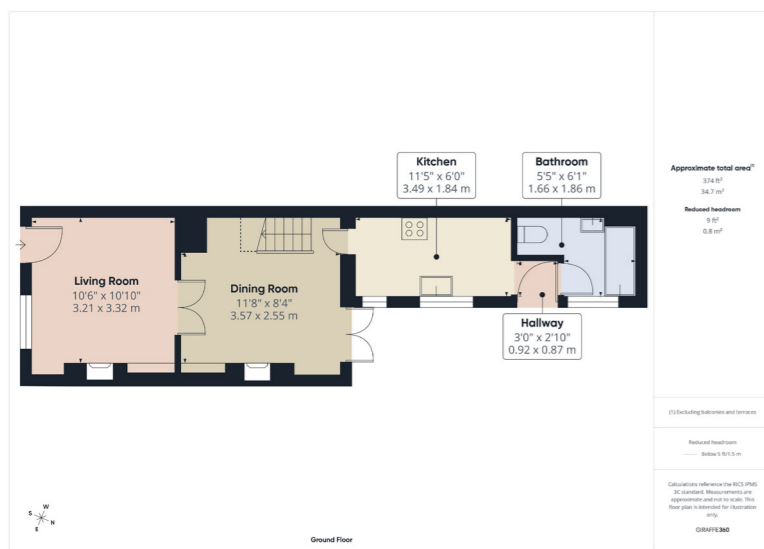 Kitchen
11'5" x 6'0"
3.49 x 1.84 m
Bathroom
5'5" x 6'1"
1.66 x 1.86 m
Living Room
10'6" x 10'10"
3.21 x 3.32 m
Dining Room
11'8" x 8'4"
3.57 x 2.55 m
Hallway
3'0" x 2'10"
0.92 x 0.87 m
W
S
N
E
Ground Floor
Approximate total area(1)
374 ft²
34.7 m²
Reduced headroom
9 ft²
0.8 m²
(1) Excluding balconies and terraces
Reduced headroom
Below 5 ft/1.5 m
Calculations reference the RICS IPMS
3C standard. Measurements are
approximate and not to scale. This
floor plan is intended for illustration
only.
GIRAFFE360